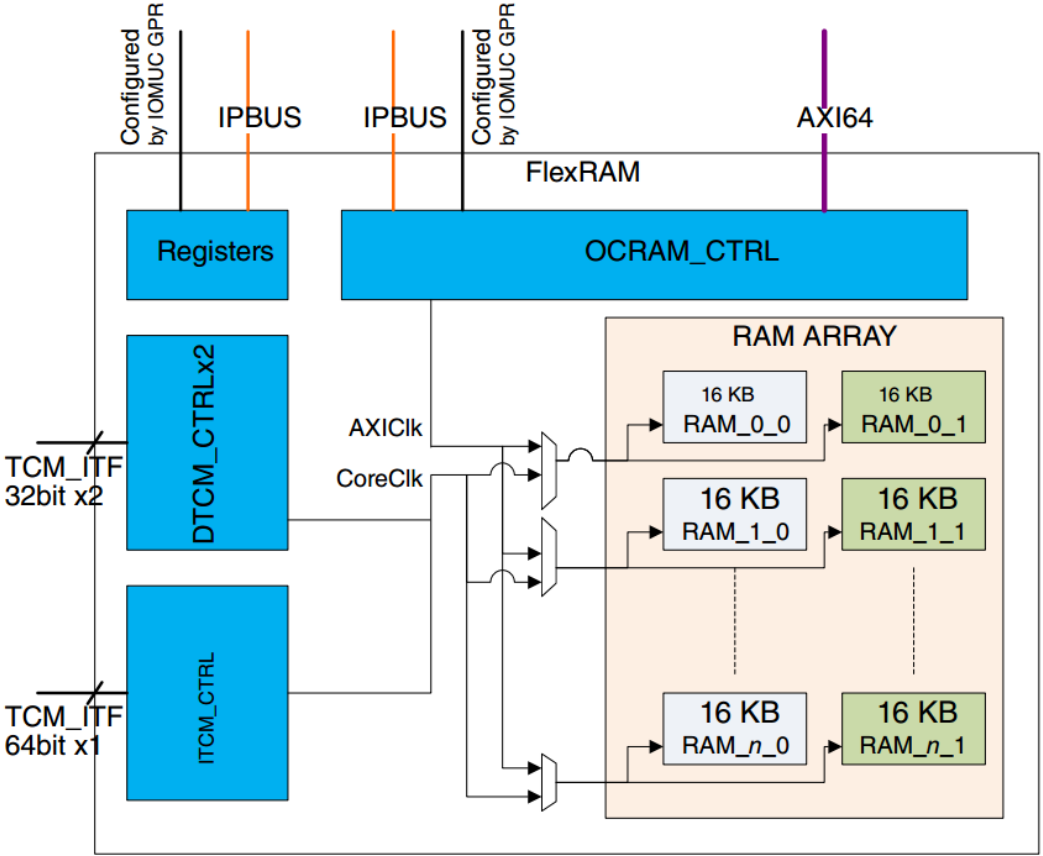 Configured
by IOMUC GPR
IPBUS
IPBUS
Configured
by IOMUC GPR
AXI64
FlexRAM
Registers
OCRAM_CTRL
RAM ARRAY
DTCM_CTRLx2
16 KB
RAM_0_0
16 KB
RAM_0_1
AXIClk
TCM_ITF
32bit x2
CoreClk
16 KB
RAM_1_0
16 KB
RAM_1_1
ITCM_CTRL
TCM_ITF
64bit x1
16 KB
RAM_n_0
16 KB
RAM_n_1